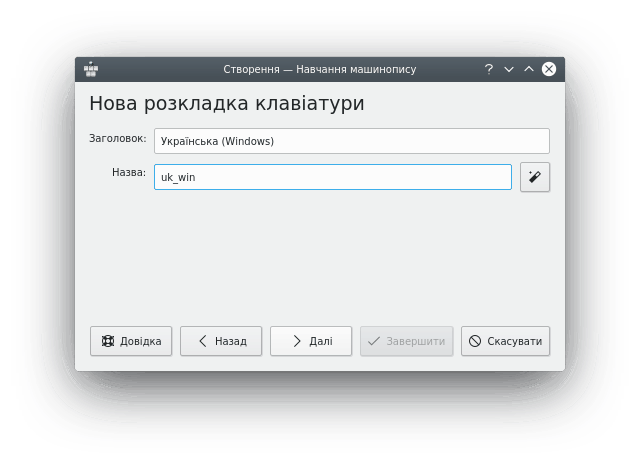 Створення — Навчання машинопису
Нова розкладка клавіатури
Заголовок: Українська (Windows)
Назва: uk_win
Довідка Назад Далі Завершити Скасувати